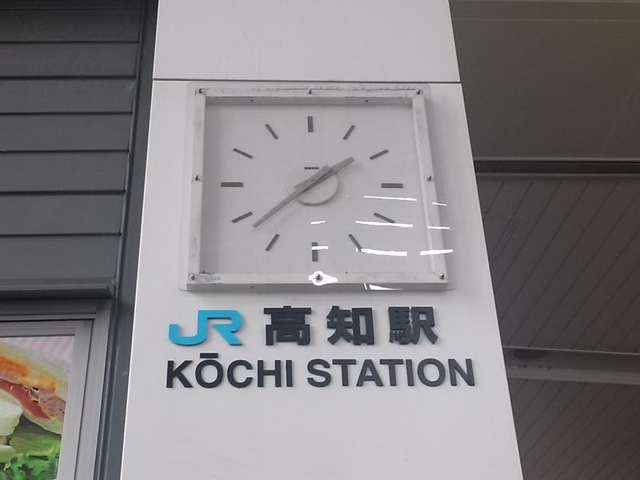 JR 高知駅
KŌCHI STATION